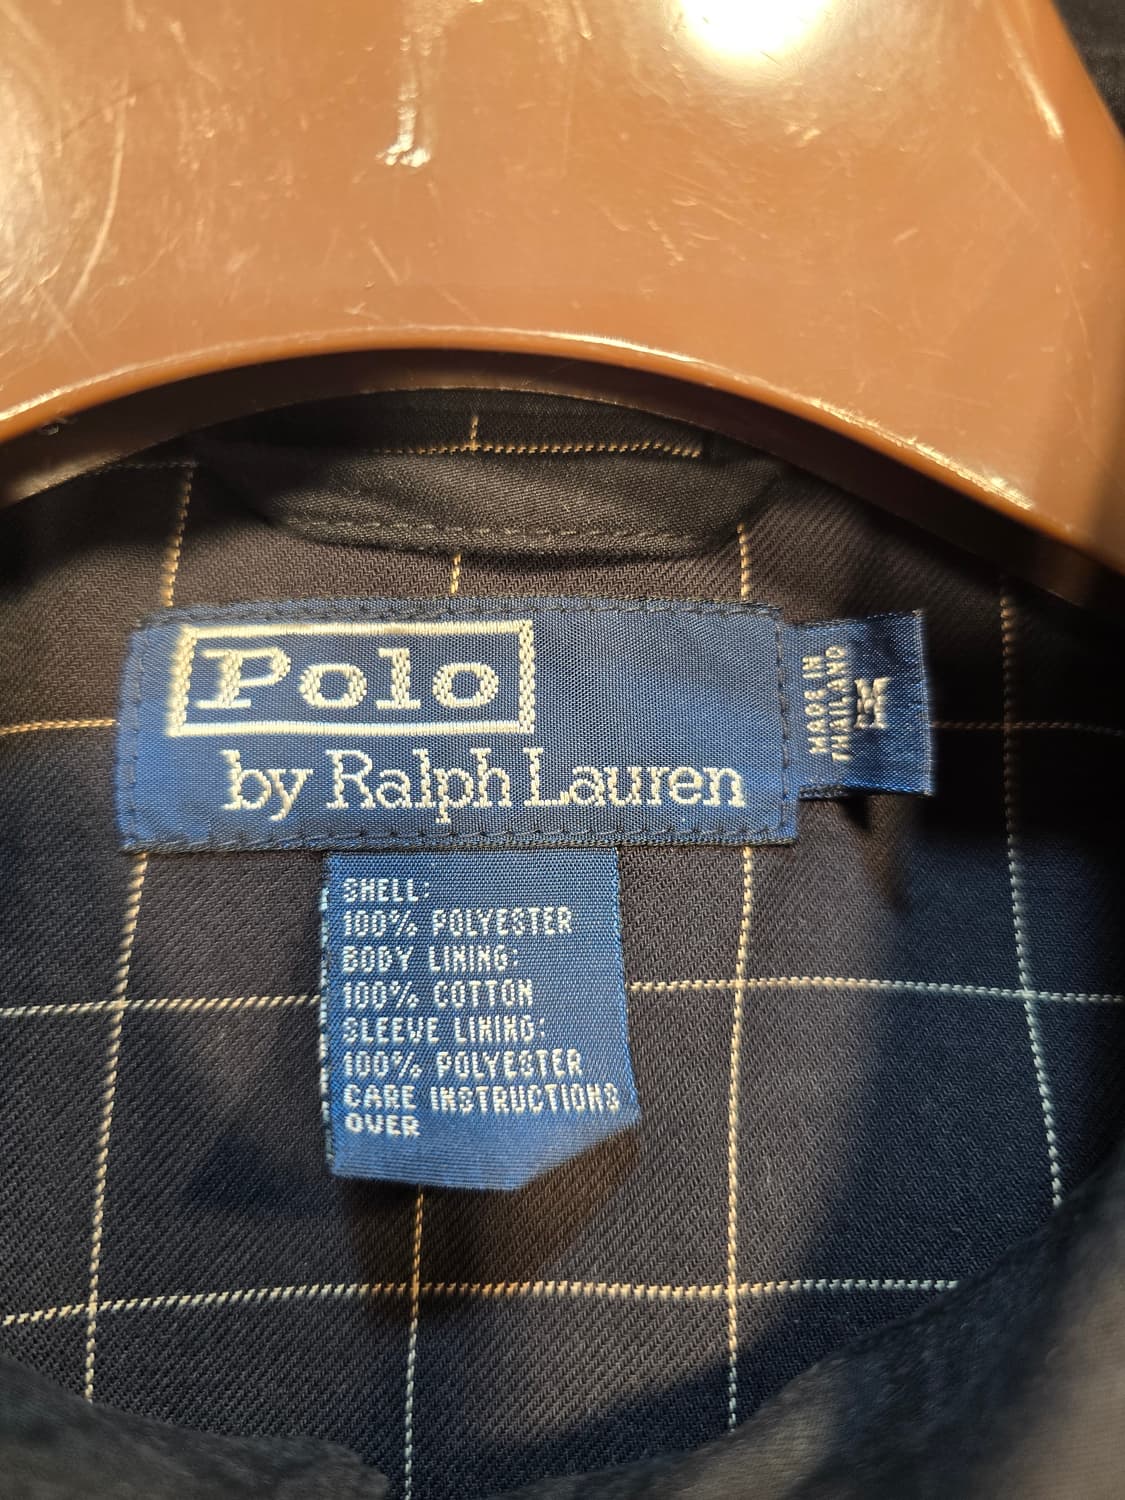 Polo
by Ralph Lauren
MADE IN
THAILAND
M
SHELL:
100% POLYESTER
BODY LINING:
100% COTTON
SLEEVE LINING:
100% POLYESTER
CARE INSTRUCTIONS
OVER